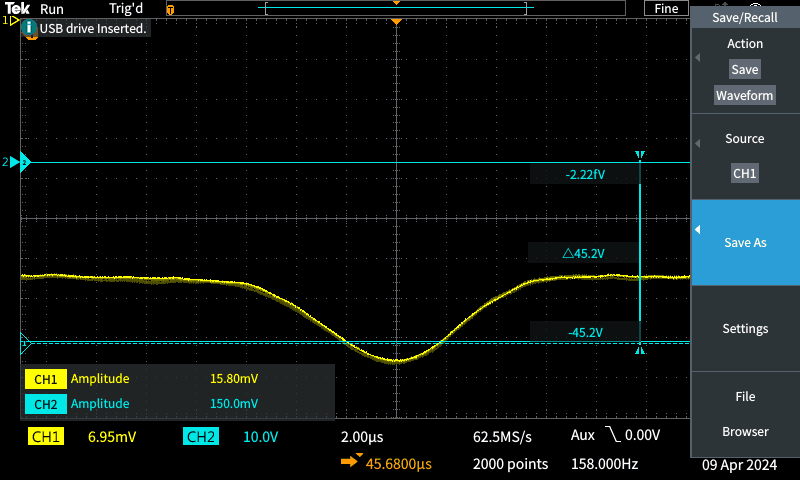 Tek Run Trig'd T Fine
Save/Recall
1
i USB drive Inserted.
Action
Save
Waveform
Source
CH1
2 2
-2.22fV
△45.2V
Save As
-45.2V
1
Settings
CH1 Amplitude 15.80mV
CH2 Amplitude 150.0mV
File
Browser
CH1 6.95mV CH2 10.0V 2.00μs 62.5MS/s Aux 0.00V
45.6800μs 2000 points 158.000Hz 09 Apr 2024